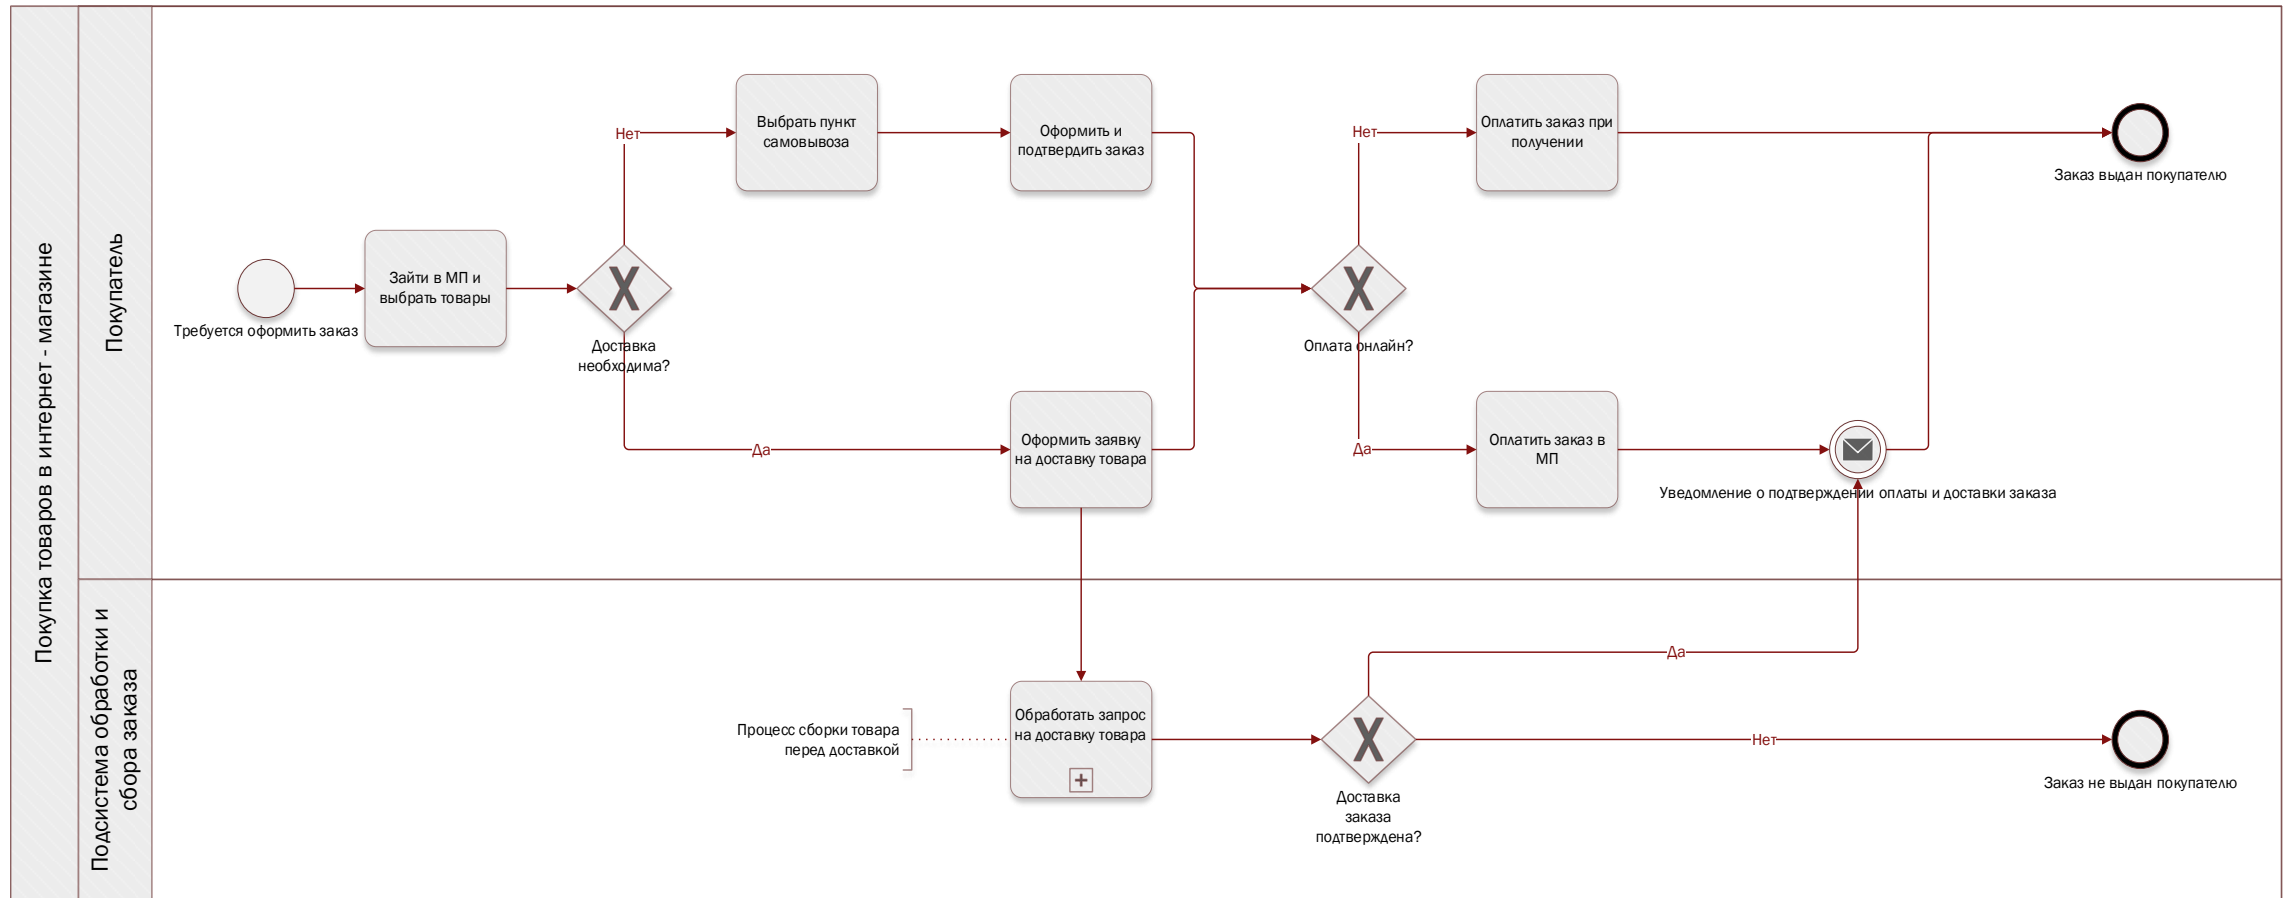 Покупка товаров в интернет - магазине
Покупатель
Требуется оформить заказ
Зайти в МП и
выбрать товары
Доставка
необходима?
Нет
Выбрать пункт
самовывоза
Оформить и
подтвердить заказ
Да
Оформить заявку
на доставку товара
Оплата онлайн?
Нет
Оплатить заказ при
получении
Да
Оплатить заказ в
МП
Уведомление о подтверждении оплаты и доставки заказа
Заказ выдан покупателю
Подсистема обработки и
сбора заказа
Процесс сборки товара
перед доставкой
Обработать запрос
на доставку товара
Доставка
заказа
подтверждена?
Да
Нет
Заказ не выдан покупателю